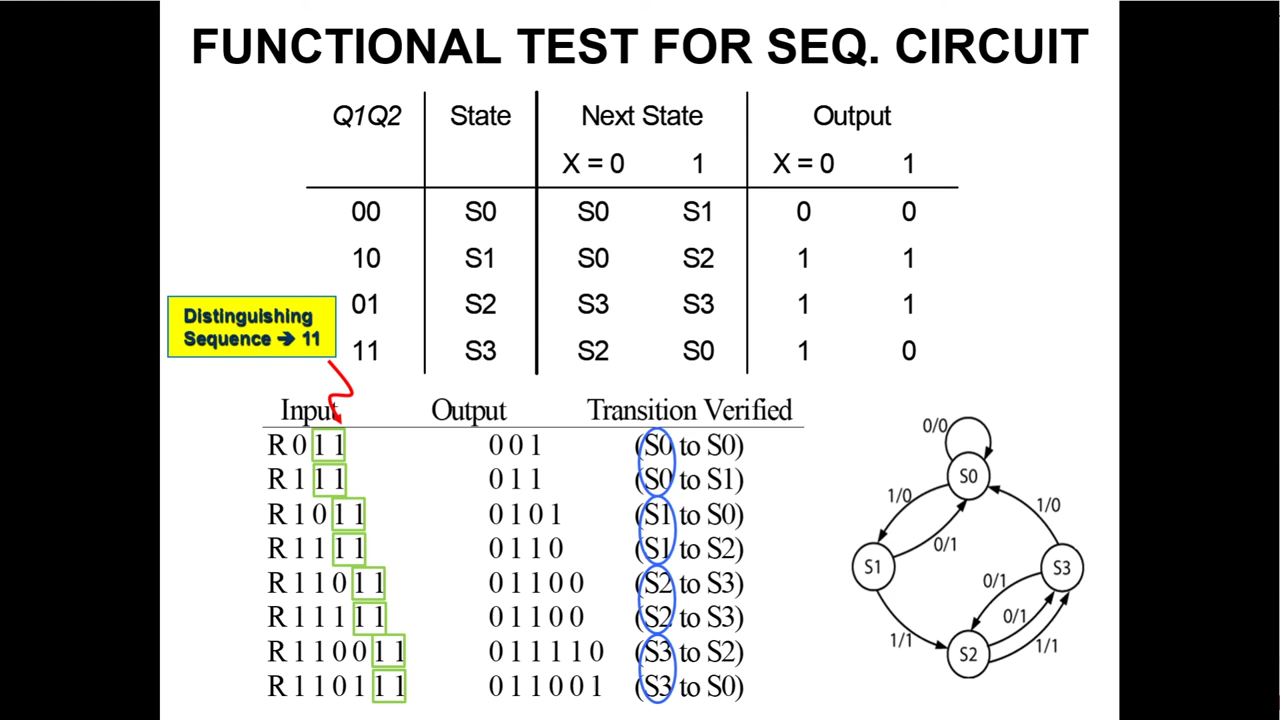 FUNCTIONAL TEST FOR SEQ. CIRCUIT
Q1Q2 State Next State Output
X = 0 1 X = 0 1
00 S0 S0 S1 0 0
10 S1 S0 S2 1 1
01 S2 S3 S3 1 1
11 S3 S2 S0 1 0
Distinguishing
Sequence → 11
Input Output Transition Verified
R 0 1 1 0 0 1 (S0 to S0)
R 1 1 1 0 1 1 (S0 to S1)
R 1 0 1 1 0 1 0 1 (S1 to S0)
R 1 1 1 1 0 1 1 0 (S1 to S2)
R 1 1 0 1 1 0 1 1 0 0 (S2 to S3)
R 1 1 1 1 1 0 1 1 0 0 (S2 to S3)
R 1 1 0 0 1 1 0 1 1 1 1 0 (S3 to S2)
R 1 1 0 1 1 1 0 1 1 0 0 1 (S3 to S0)
0/0
S0
1/0
1/0
0/1
S1
S3
0/1
0/1
1/1
1/1
S2